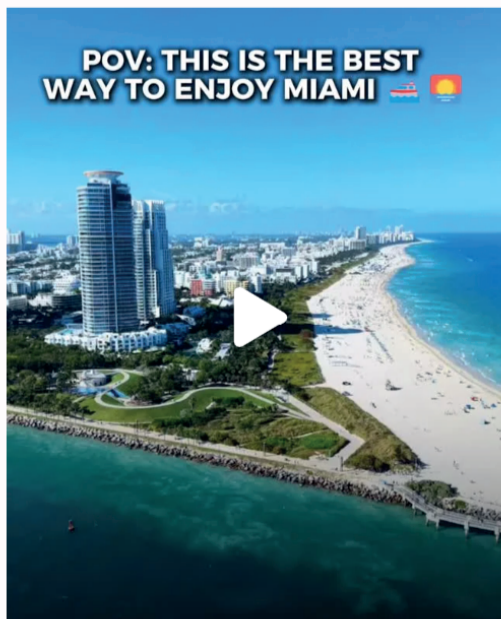 POV: THIS IS THE BEST
WAY TO ENJOY MIAMI 🚤 🌅